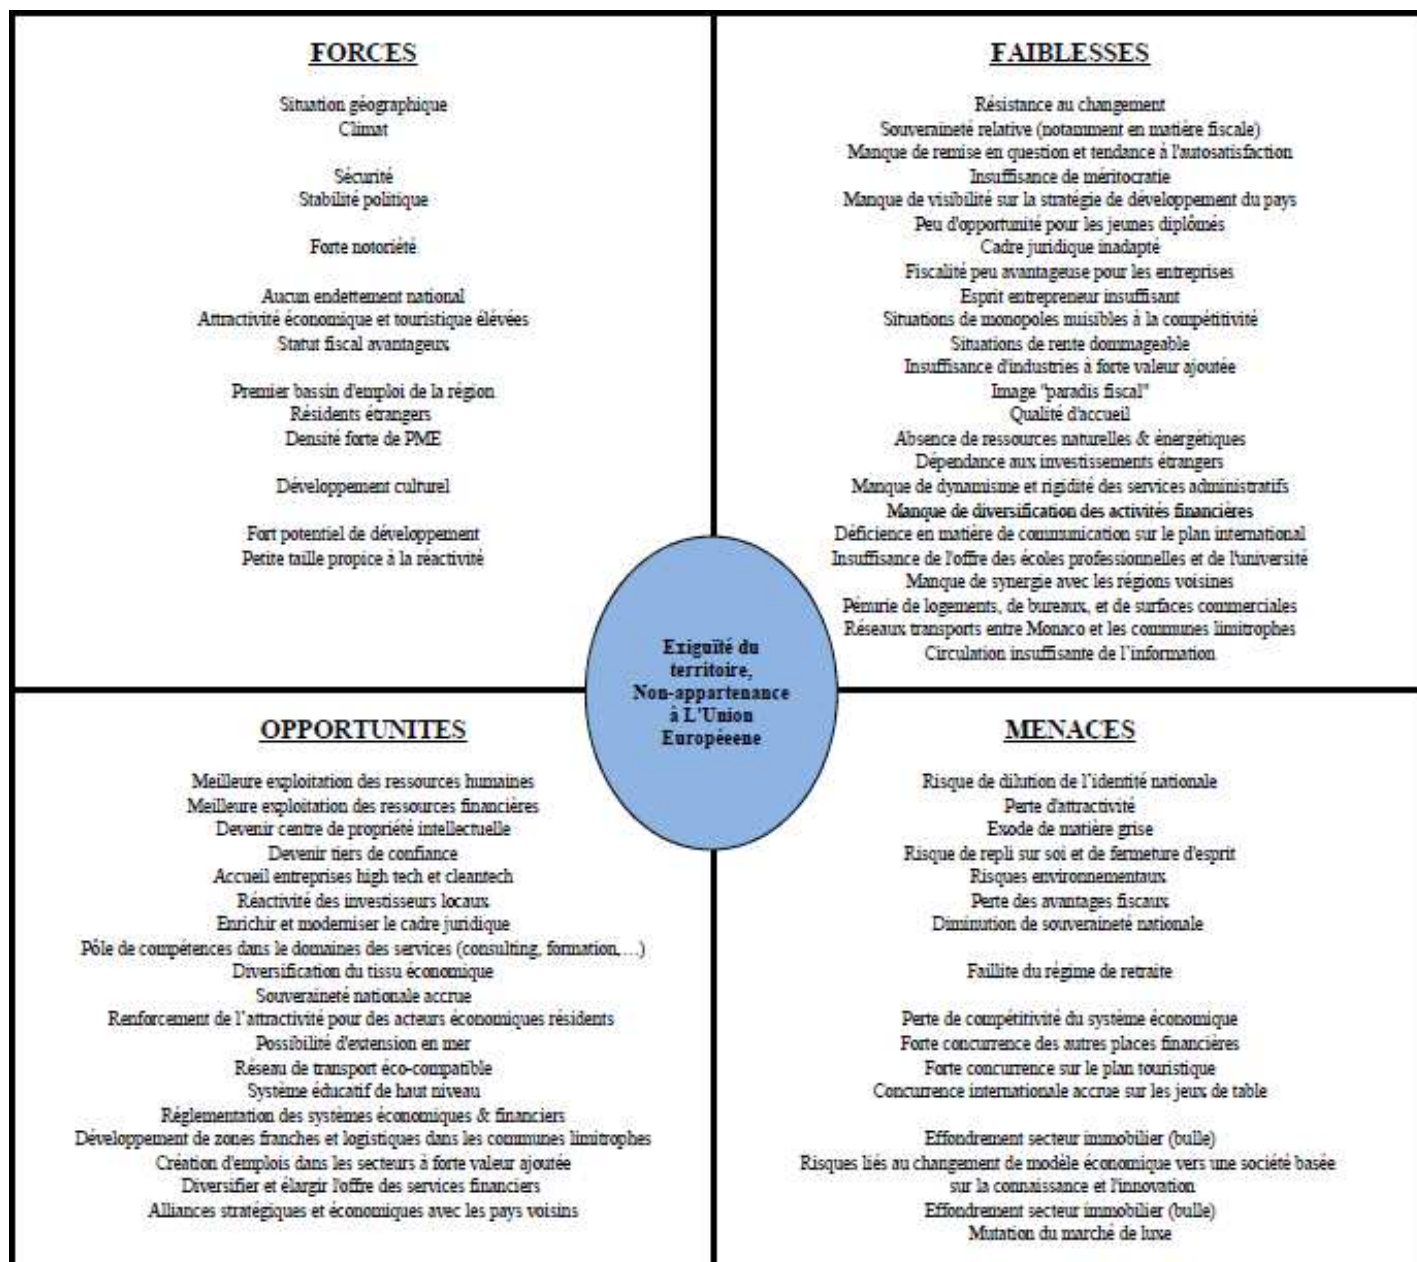 FORCES
Situation géographique
Climat
Sécurité
Stabilité politique
Forte notoriété
Aucun endettement national
Attractivité économique et touristique élévées
Statut fiscal avantageux
Premier bassin d'emploi de la région
Résidents étrangers
Densité forte de PME
Développement culturel
Fort potentiel de développement
Petite taille propice à la réactivité
FAIBLESSES
Résistance au changement
Souveraineté relative (notamment en matière fiscale)
Manque de remise en question et tendance à l'autosatisfaction
Insuffisance de méritocratie
Manque de visibilité sur la stratégie de développement du pays
Peu d'opportunité pour les jeunes diplômés
Cadre juridique inadapté
Fiscalité peu avantageuse pour les entreprises
Esprit entrepreneur insuffisant
Situations de monopoles nuisibles à la compétitivité
Situations de rente dommageable
Insuffisance d'industries à forte valeur ajoutée
Image "paradis fiscal"
Qualité d'accueil
Absence de ressources naturelles & énergétiques
Dépendance aux investissements étrangers
Manque de dynamisme et rigidité des services administratifs
Manque de diversification des activités financières
Déficience en matière de communication sur le plan international
Insuffisance de l'offre des écoles professionnelles et de l'université
Manque de synergie avec les régions voisines
Pénurie de logements, de bureaux, et de surfaces commerciales
Réseaux transports entre Monaco et les communes limitrophes
Circulation insuffisante de l'information
Exiguïté du
territoire,
Non-appartenance
à L'Union
Européeene
OPPORTUNITES
Meilleure exploitation des ressources humaines
Meilleure exploitation des ressources financières
Devenir centre de propriété intellectuelle
Devenir tiers de confiance
Accueil entreprises high tech et cleantech
Réactivité des investisseurs locaux
Enrichir et moderniser le cadre juridique
Pôle de compétences dans le domaines des services (consulting, formation,…)
Diversification du tissu économique
Souveraineté nationale accrue
Renforcement de l'attractivité pour des acteurs économiques résidents
Possibilité d'extension en mer
Réseau de transport éco-compatible
Système éducatif de haut niveau
Réglementation des systèmes économiques & financiers
Développement de zones franches et logistiques dans les communes limitrophes
Création d'emplois dans les secteurs à forte valeur ajoutée
Diversifier et élargir l'offre des services financiers
Alliances stratégiques et économiques avec les pays voisins
MENACES
Risque de dilution de l'identité nationale
Perte d'attractivité
Exode de matière grise
Risque de repli sur soi et de fermeture d'esprit
Risques environnementaux
Perte des avantages fiscaux
Diminution de souveraineté nationale
Faillite du régime de retraite
Perte de compétitivité du système économique
Forte concurrence des autres places financières
Forte concurrence sur le plan touristique
Concurrence internationale accrue sur les jeux de table
Effondrement secteur immobilier (bulle)
Risques liés au changement de modèle économique vers une société basée
sur la connaissance et l'innovation
Effondrement secteur immobilier (bulle)
Mutation du marché de luxe